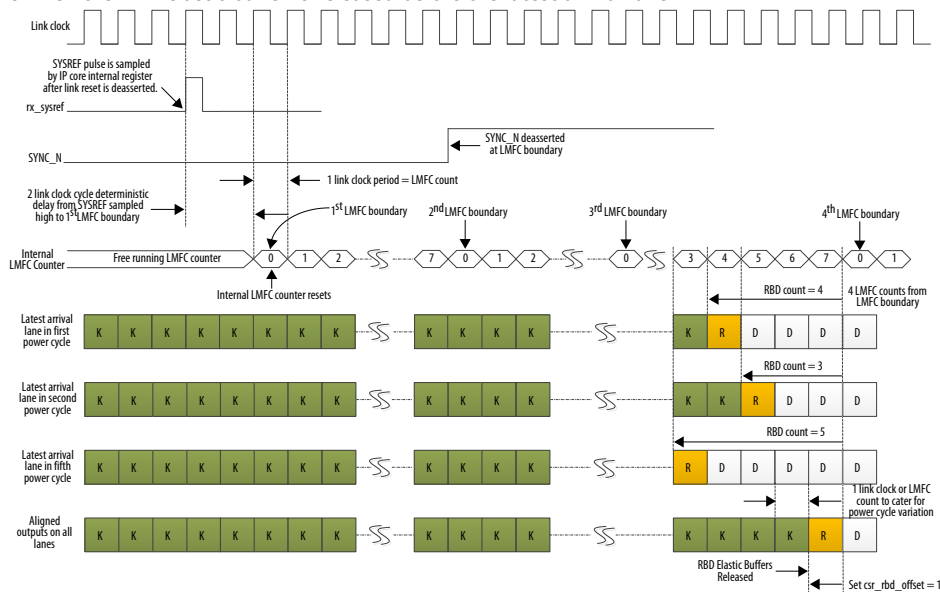 Link clock
SYSREF pulse is sampled
by IP core internal register
after link reset is deasserted.
rx_sysref
SYNC_N deasserted
at LMFC boundary
SYNC_N
1 link clock period = LMFC count
2 link clock cycle deterministic
delay from SYSREF sampled
high to 1st LMFC boundary
1st LMFC boundary
2nd LMFC boundary
3rd LMFC boundary
4th LMFC boundary
Internal
LMFC Counter
Free running LMFC counter
0 1 2 7 0 1 2 0 3 4 5 6 7 0 1
Internal LMFC counter resets
RBD count = 4
4 LMFC counts from
LMFC boundary
Latest arrival
lane in first
power cycle
K K K K K K K K K K K K K R D D D D
RBD count = 3
Latest arrival
lane in second
power cycle
K K K K K K K K K K K K K K R D D D
RBD count = 5
Latest arrival
lane in fifth
power cycle
K K K K K K K K K K K K R D D D D D
1 link clock or LMFC
count to cater for
power cycle variation
Aligned
outputs on all
lanes
K K K K K K K K K K K K K K K K R D
RBD Elastic Buffers
Released
Set csr_rbd_offset = 1